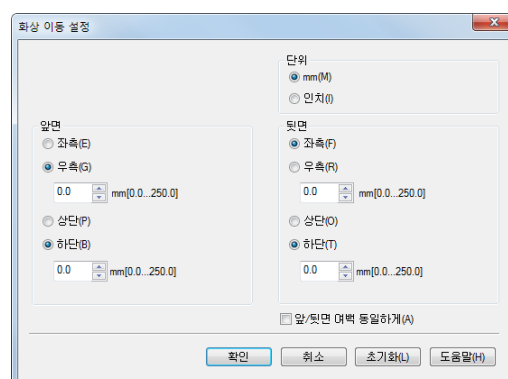 화상 이동 설정
단위
mm(M)
인치(I)
앞면
좌측(E)
우측(G)
0.0 mm[0.0...250.0]
상단(P)
하단(B)
0.0 mm[0.0...250.0]
뒷면
좌측(F)
우측(R)
0.0 mm[0.0...250.0]
상단(O)
하단(T)
0.0 mm[0.0...250.0]
앞/뒷면 여백 동일하게(A)
확인 취소 초기화(L) 도움말(H)